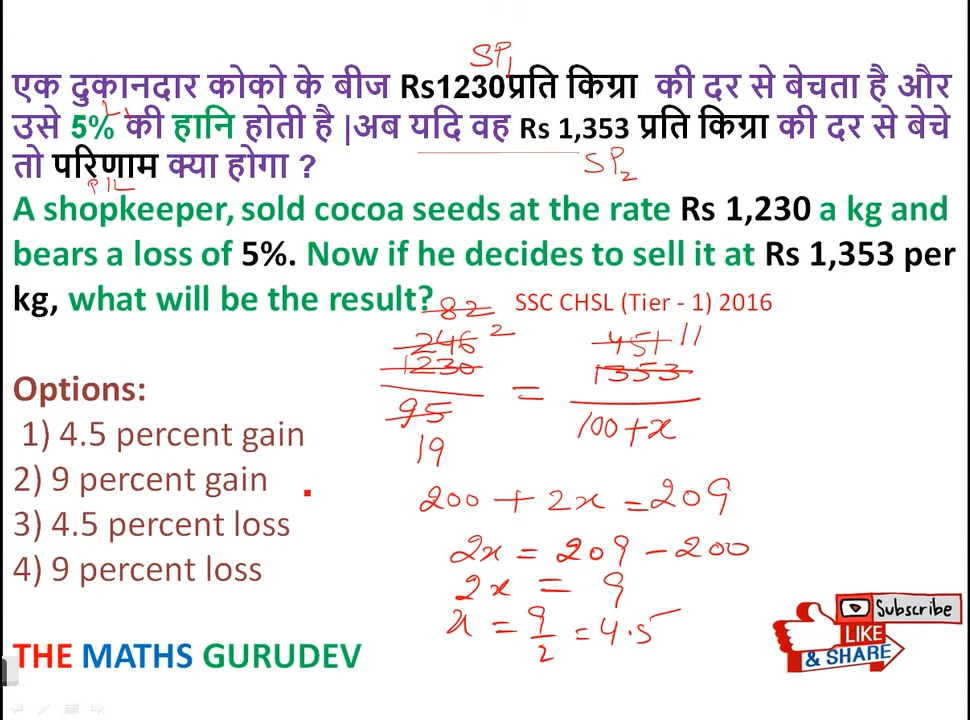 SP1
एक दुकानदार कोको के बीज Rs1230प्रति किग्रा की दर से बेचता है और
उसे 5% की हानि होती है |अब यदि वह Rs 1,353 प्रति किग्रा की दर से बेचे
तो परिणाम क्या होगा ?
SP2
P/L
A shopkeeper, sold cocoa seeds at the rate Rs 1,230 a kg and
bears a loss of 5%. Now if he decides to sell it at Rs 1,353 per
kg, what will be the result? SSC CHSL (Tier - 1) 2016
82
246 2 451 11
1230 = 1353
95 100+x
19
Options:
1) 4.5 percent gain
2) 9 percent gain
3) 4.5 percent loss
4) 9 percent loss
200 + 2x = 209
2x = 209 - 200
2x = 9
x = 9/2 = 4.5
THE MATHS GURUDEV
Subscribe
LIKE
& SHARE